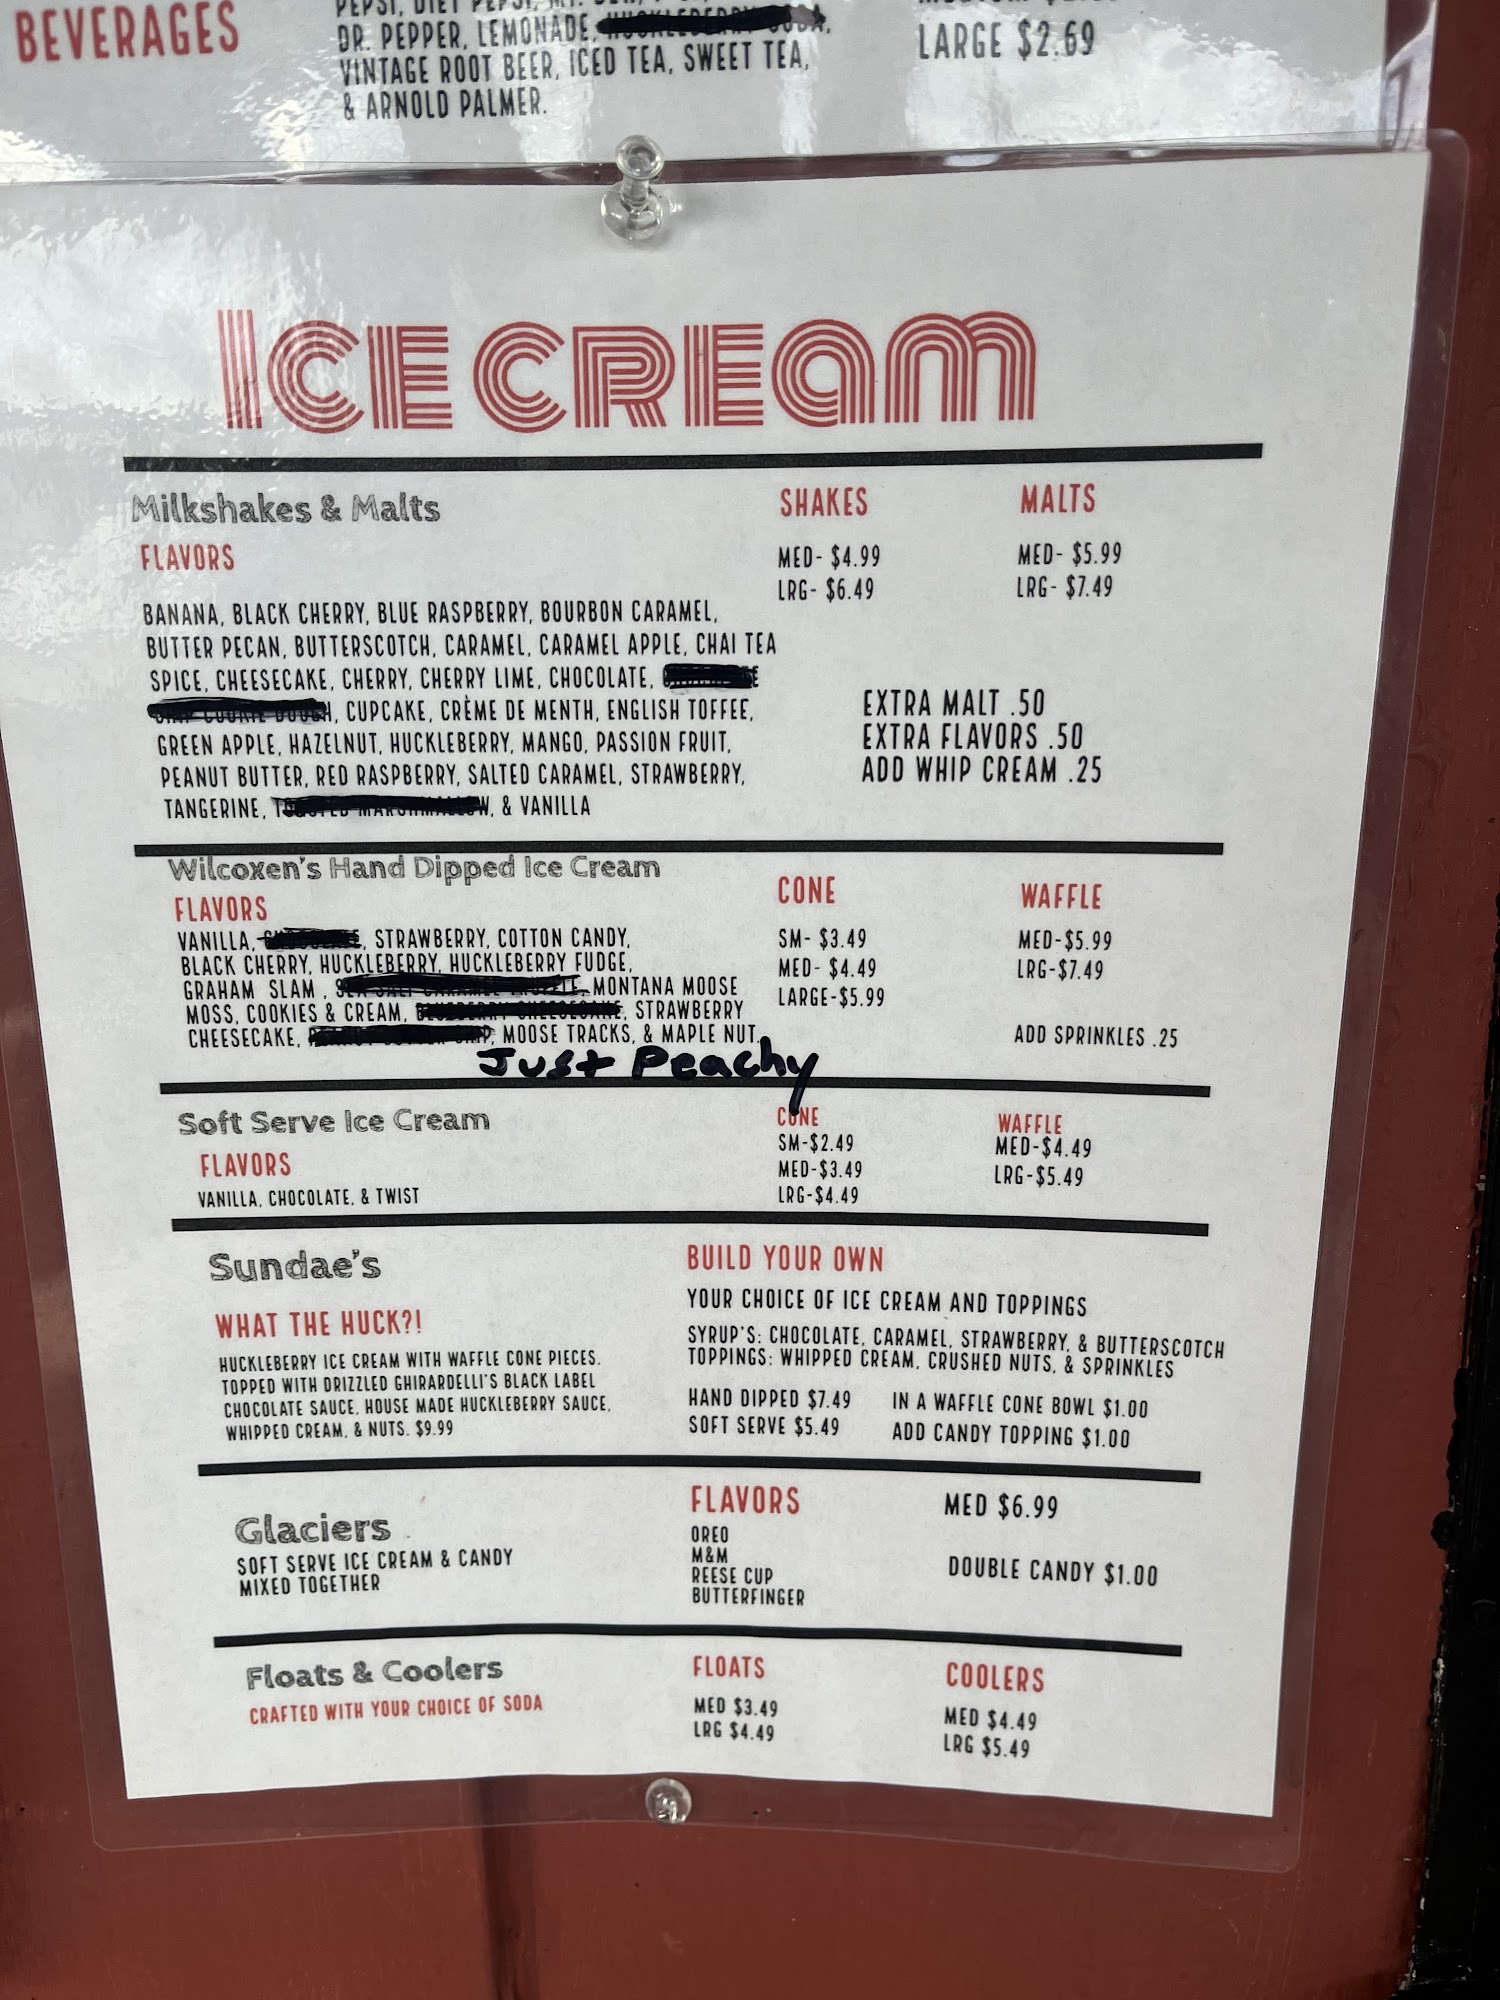 BEVERAGES
PEPSI, DIET PEPSI,
DR. PEPPER, LEMONADE,
VINTAGE ROOT BEER, ICED TEA, SWEET TEA,
& ARNOLD PALMER.
LARGE $2.69
ICE CREAM
Milkshakes & Malts
FLAVORS
BANANA, BLACK CHERRY, BLUE RASPBERRY, BOURBON CARAMEL,
BUTTER PECAN, BUTTERSCOTCH, CARAMEL, CARAMEL APPLE, CHAI TEA
SPICE, CHEESECAKE, CHERRY, CHERRY LIME, CHOCOLATE,
CUPCAKE, CRÈME DE MENTH, ENGLISH TOFFEE,
GREEN APPLE, HAZELNUT, HUCKLEBERRY, MANGO, PASSION FRUIT,
PEANUT BUTTER, RED RASPBERRY, SALTED CARAMEL, STRAWBERRY,
TANGERINE, & VANILLA
SHAKES
MED- $4.99
LRG- $6.49
MALTS
MED- $5.99
LRG- $7.49
EXTRA MALT .50
EXTRA FLAVORS .50
ADD WHIP CREAM .25
Wilcoxen's Hand Dipped Ice Cream
FLAVORS
VANILLA, STRAWBERRY, COTTON CANDY,
BLACK CHERRY, HUCKLEBERRY, HUCKLEBERRY FUDGE,
GRAHAM SLAM , MONTANA MOOSE
MOSS, COOKIES & CREAM, STRAWBERRY
CHEESECAKE, MOOSE TRACKS, & MAPLE NUT.
Just Peachy
CONE
SM- $3.49
MED- $4.49
LARGE-$5.99
WAFFLE
MED-$5.99
LRG-$7.49
ADD SPRINKLES .25
Soft Serve Ice Cream
FLAVORS
VANILLA, CHOCOLATE, & TWIST
CONE
SM-$2.49
MED-$3.49
LRG-$4.49
WAFFLE
MED-$4.49
LRG-$5.49
Sundae's
WHAT THE HUCK?!
HUCKLEBERRY ICE CREAM WITH WAFFLE CONE PIECES.
TOPPED WITH DRIZZLED GHIRARDELLI'S BLACK LABEL
CHOCOLATE SAUCE, HOUSE MADE HUCKLEBERRY SAUCE,
WHIPPED CREAM, & NUTS. $9.99
BUILD YOUR OWN
YOUR CHOICE OF ICE CREAM AND TOPPINGS
SYRUP'S: CHOCOLATE, CARAMEL, STRAWBERRY, & BUTTERSCOTCH
TOPPINGS: WHIPPED CREAM, CRUSHED NUTS, & SPRINKLES
HAND DIPPED $7.49
SOFT SERVE $5.49
IN A WAFFLE CONE BOWL $1.00
ADD CANDY TOPPING $1.00
Glaciers
SOFT SERVE ICE CREAM & CANDY
MIXED TOGETHER
FLAVORS
OREO
M&M
REESE CUP
BUTTERFINGER
MED $6.99
DOUBLE CANDY $1.00
Floats & Coolers
CRAFTED WITH YOUR CHOICE OF SODA
FLOATS
MED $3.49
LRG $4.49
COOLERS
MED $4.49
LRG $5.49